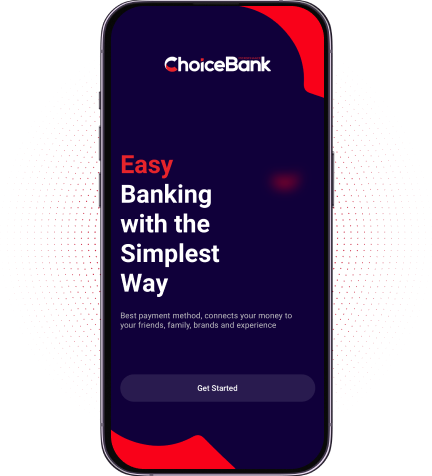 ChoiceBank
Easy
Banking
with the
Simplest
Way
Best payment method, connects your money to
your friends, family, brands and experience
Get Started